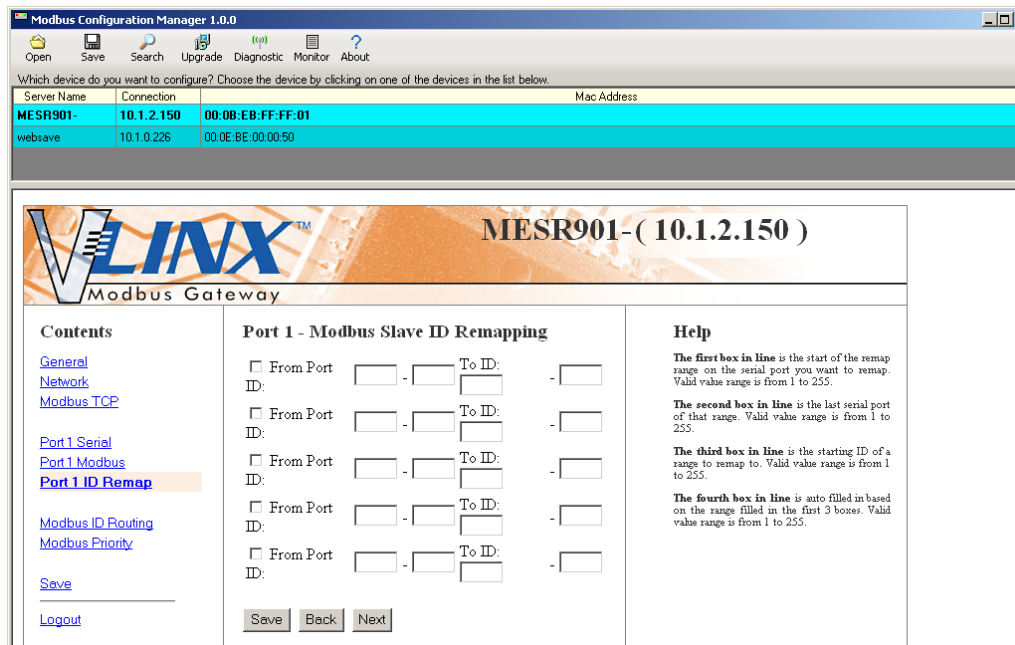 Modbus Configuration Manager 1.0.0
Open Save Search Upgrade Diagnostic Monitor About
Which device do you want to configure? Choose the device by clicking on one of the devices in the list below.
Server Name Connection Mac Address
MESR901- 10.1.2.150 00:0B:EB:FF:FF:01
websave 10.1.0.226 00:0E:BE:00:00:50
VLINX™
Modbus Gateway
MESR901-( 10.1.2.150 )
Contents
General
Network
Modbus TCP
Port 1 Serial
Port 1 Modbus
Port 1 ID Remap
Modbus ID Routing
Modbus Priority
Save
Logout
Port 1 - Modbus Slave ID Remapping
From Port ID: - To ID: -
From Port ID: - To ID: -
From Port ID: - To ID: -
From Port ID: - To ID: -
From Port ID: - To ID: -
Save Back Next
Help
The first box in line is the start of the remap
range on the serial port you want to remap.
Valid value range is from 1 to 255.
The second box in line is the last serial port
of that range. Valid value range is from 1 to
255.
The third box in line is the starting ID of a
range to remap to. Valid value range is from 1
to 255.
The fourth box in line is auto filled in based
on the range filled in the first 3 boxes. Valid
value range is from 1 to 255.